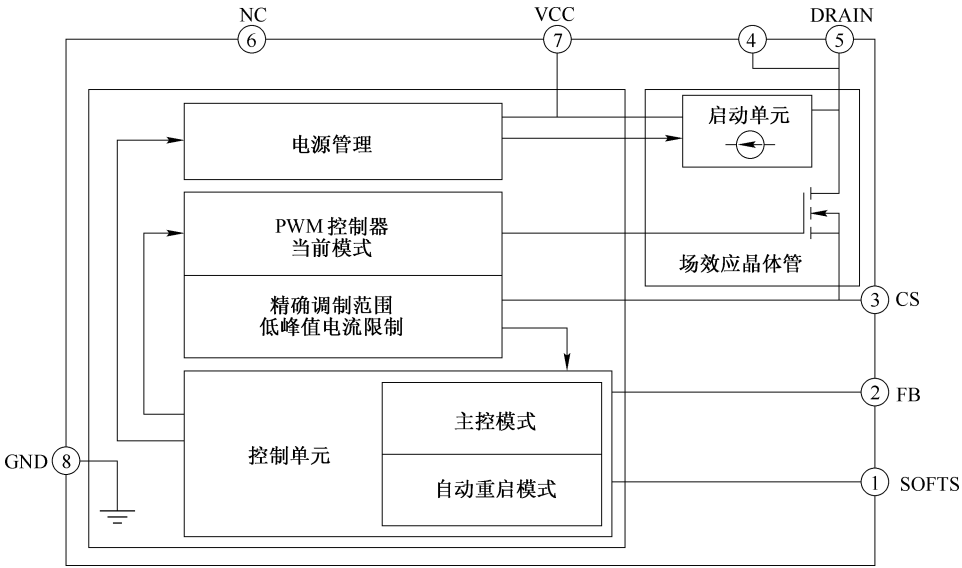 NC
VCC
DRAIN
6
7
4
5
启动单元
电源管理
PWM 控制器
当前模式
场效应晶体管
精确调制范围
低峰值电流限制
3 CS
2 FB
主控模式
控制单元
GND 8
自动重启模式
1 SOFTS